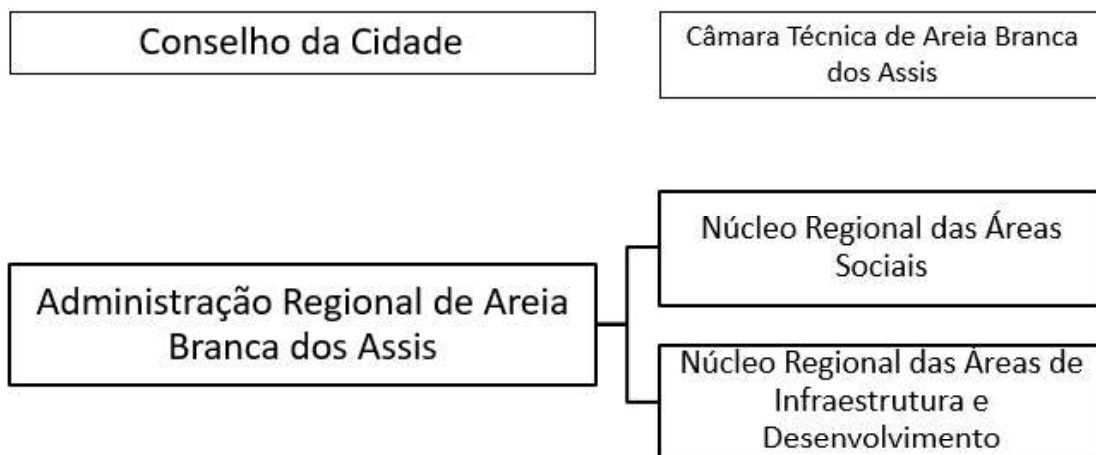 Conselho da Cidade
Câmara Técnica de Areia Branca
dos Assis
Núcleo Regional das Áreas
Sociais
Administração Regional de Areia
Branca dos Assis
Núcleo Regional das Áreas de
Infraestrutura e
Desenvolvimento